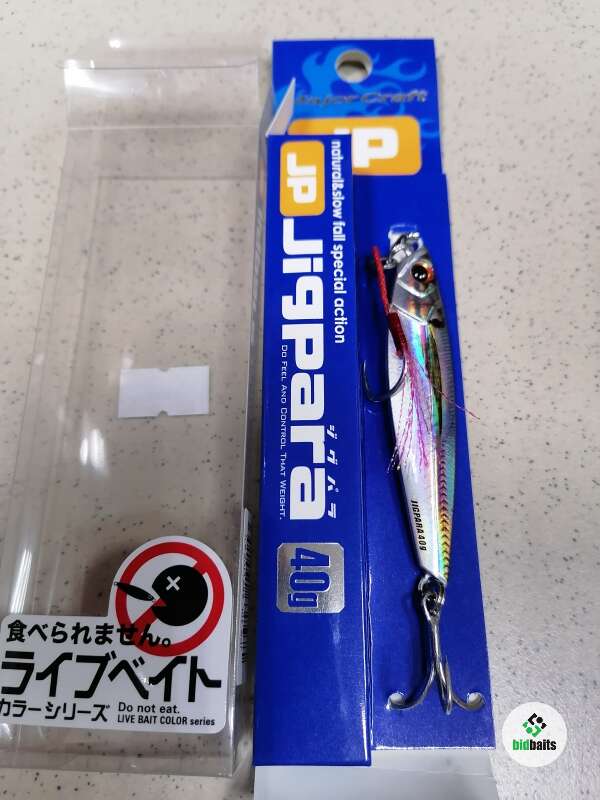 Major Craft
JP
natural&slow fall special action
JP Jigpara
DO FEEL AND CONTROL THAT WEIGHT.
ジグパラ
40g
JIGPARA 40g
食べられません。
ライブベイト
カラーシリーズ
Do not eat.
LIVE BAIT COLOR series
bidbaits